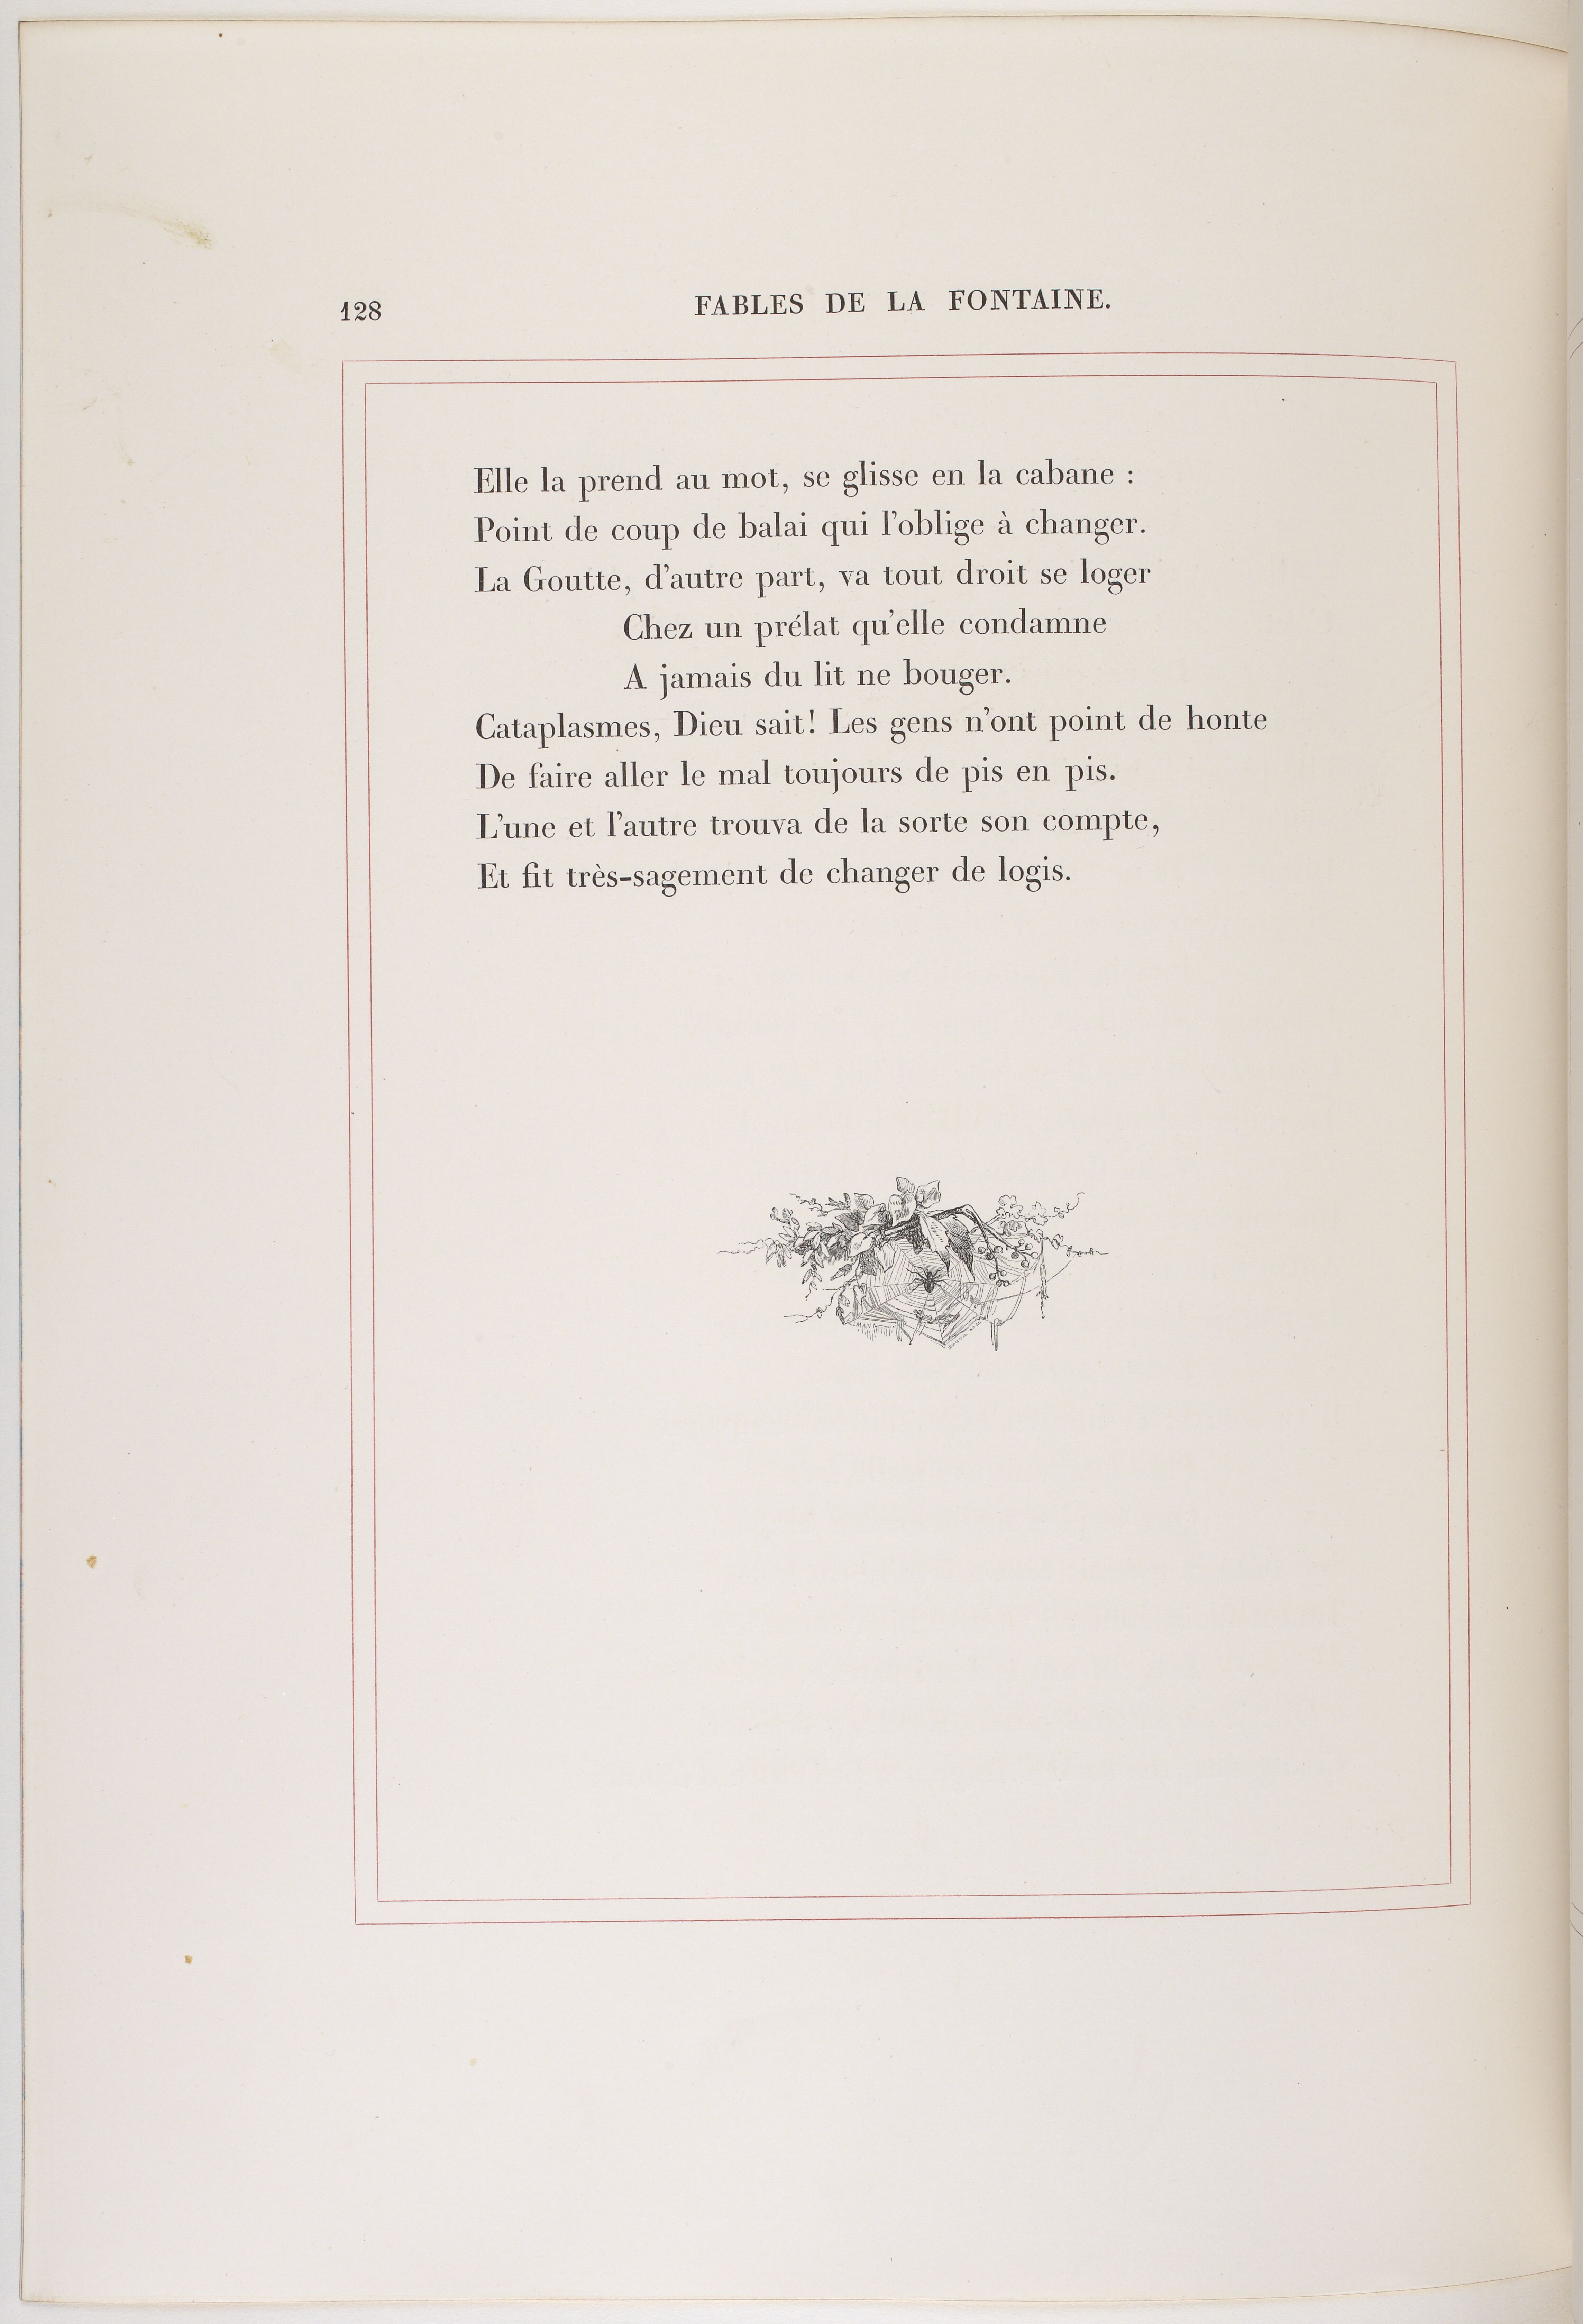 128
FABLES DE LA FONTAINE.
Elle la prend au mot, se glisse en la cabane :
Point de coup de balai qui l'oblige à changer.
La Goutte, d'autre part, va tout droit se loger
Chez un prélat qu'elle condamne
A jamais du lit ne bouger.
Cataplasmes, Dieu sait! Les gens n'ont point de honte
De faire aller le mal toujours de pis en pis.
L'une et l'autre trouva de la sorte son compte,
Et fit très-sagement de changer de logis.